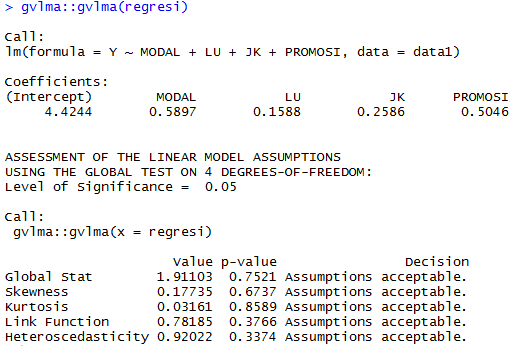 > gvlma::gvlma(regresi)
Call:
lm(formula = Y ~ MODAL + LU + JK + PROMOSI, data = data1)
Coefficients:
(Intercept) MODAL LU JK PROMOSI
4.4244 0.5897 0.1588 0.2586 0.5046
ASSESSMENT OF THE LINEAR MODEL ASSUMPTIONS
USING THE GLOBAL TEST ON 4 DEGREES-OF-FREEDOM:
Level of Significance = 0.05
Call:
gvlma::gvlma(x = regresi)
Value p-value Decision
Global Stat 1.91103 0.7521 Assumptions acceptable.
Skewness 0.17735 0.6737 Assumptions acceptable.
Kurtosis 0.03161 0.8589 Assumptions acceptable.
Link Function 0.78185 0.3766 Assumptions acceptable.
Heteroscedasticity 0.92022 0.3374 Assumptions acceptable.